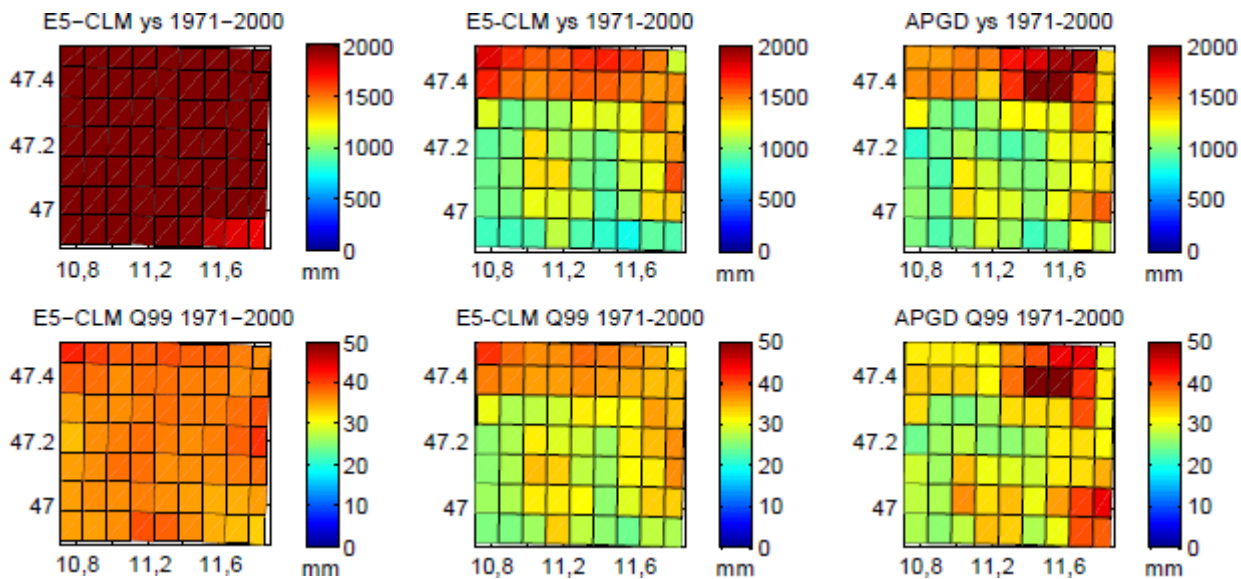 E5−CLM ys 1971−2000
47.4
47.2
47
10,8 11,2 11,6
2000
1500
1000
500
0
mm
E5-CLM ys 1971-2000
47.4
47.2
47
10,8 11,2 11,6
2000
1500
1000
500
0
mm
APGD ys 1971-2000
47.4
47.2
47
10,8 11,2 11,6
2000
1500
1000
500
0
mm
E5−CLM Q99 1971−2000
47.4
47.2
47
10,8 11,2 11,6
50
40
30
20
10
0
mm
E5-CLM Q99 1971-2000
47.4
47.2
47
10,8 11,2 11,6
50
40
30
20
10
0
mm
APGD Q99 1971-2000
47.4
47.2
47
10,8 11,2 11,6
50
40
30
20
10
0
mm